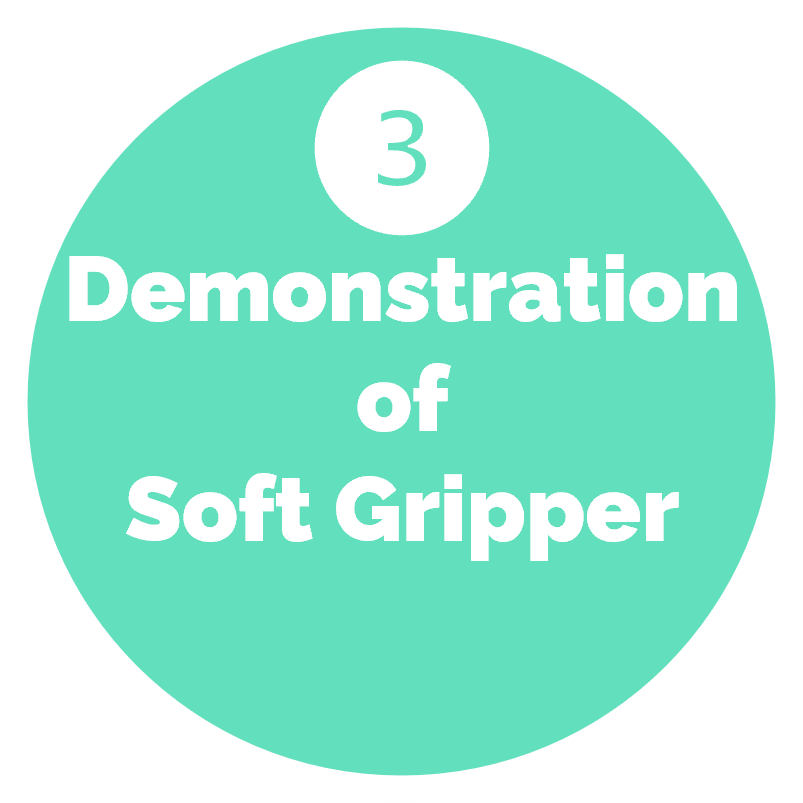 3
Demonstration
of
Soft Gripper